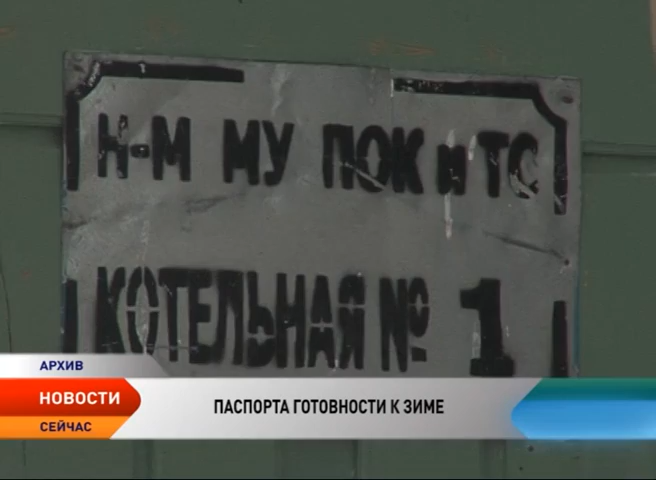 Н-М МУ ПОК и ТС
КОТЕЛЬНАЯ № 1
АРХИВ
НОВОСТИ
СЕЙЧАС
ПАСПОРТА ГОТОВНОСТИ К ЗИМЕ